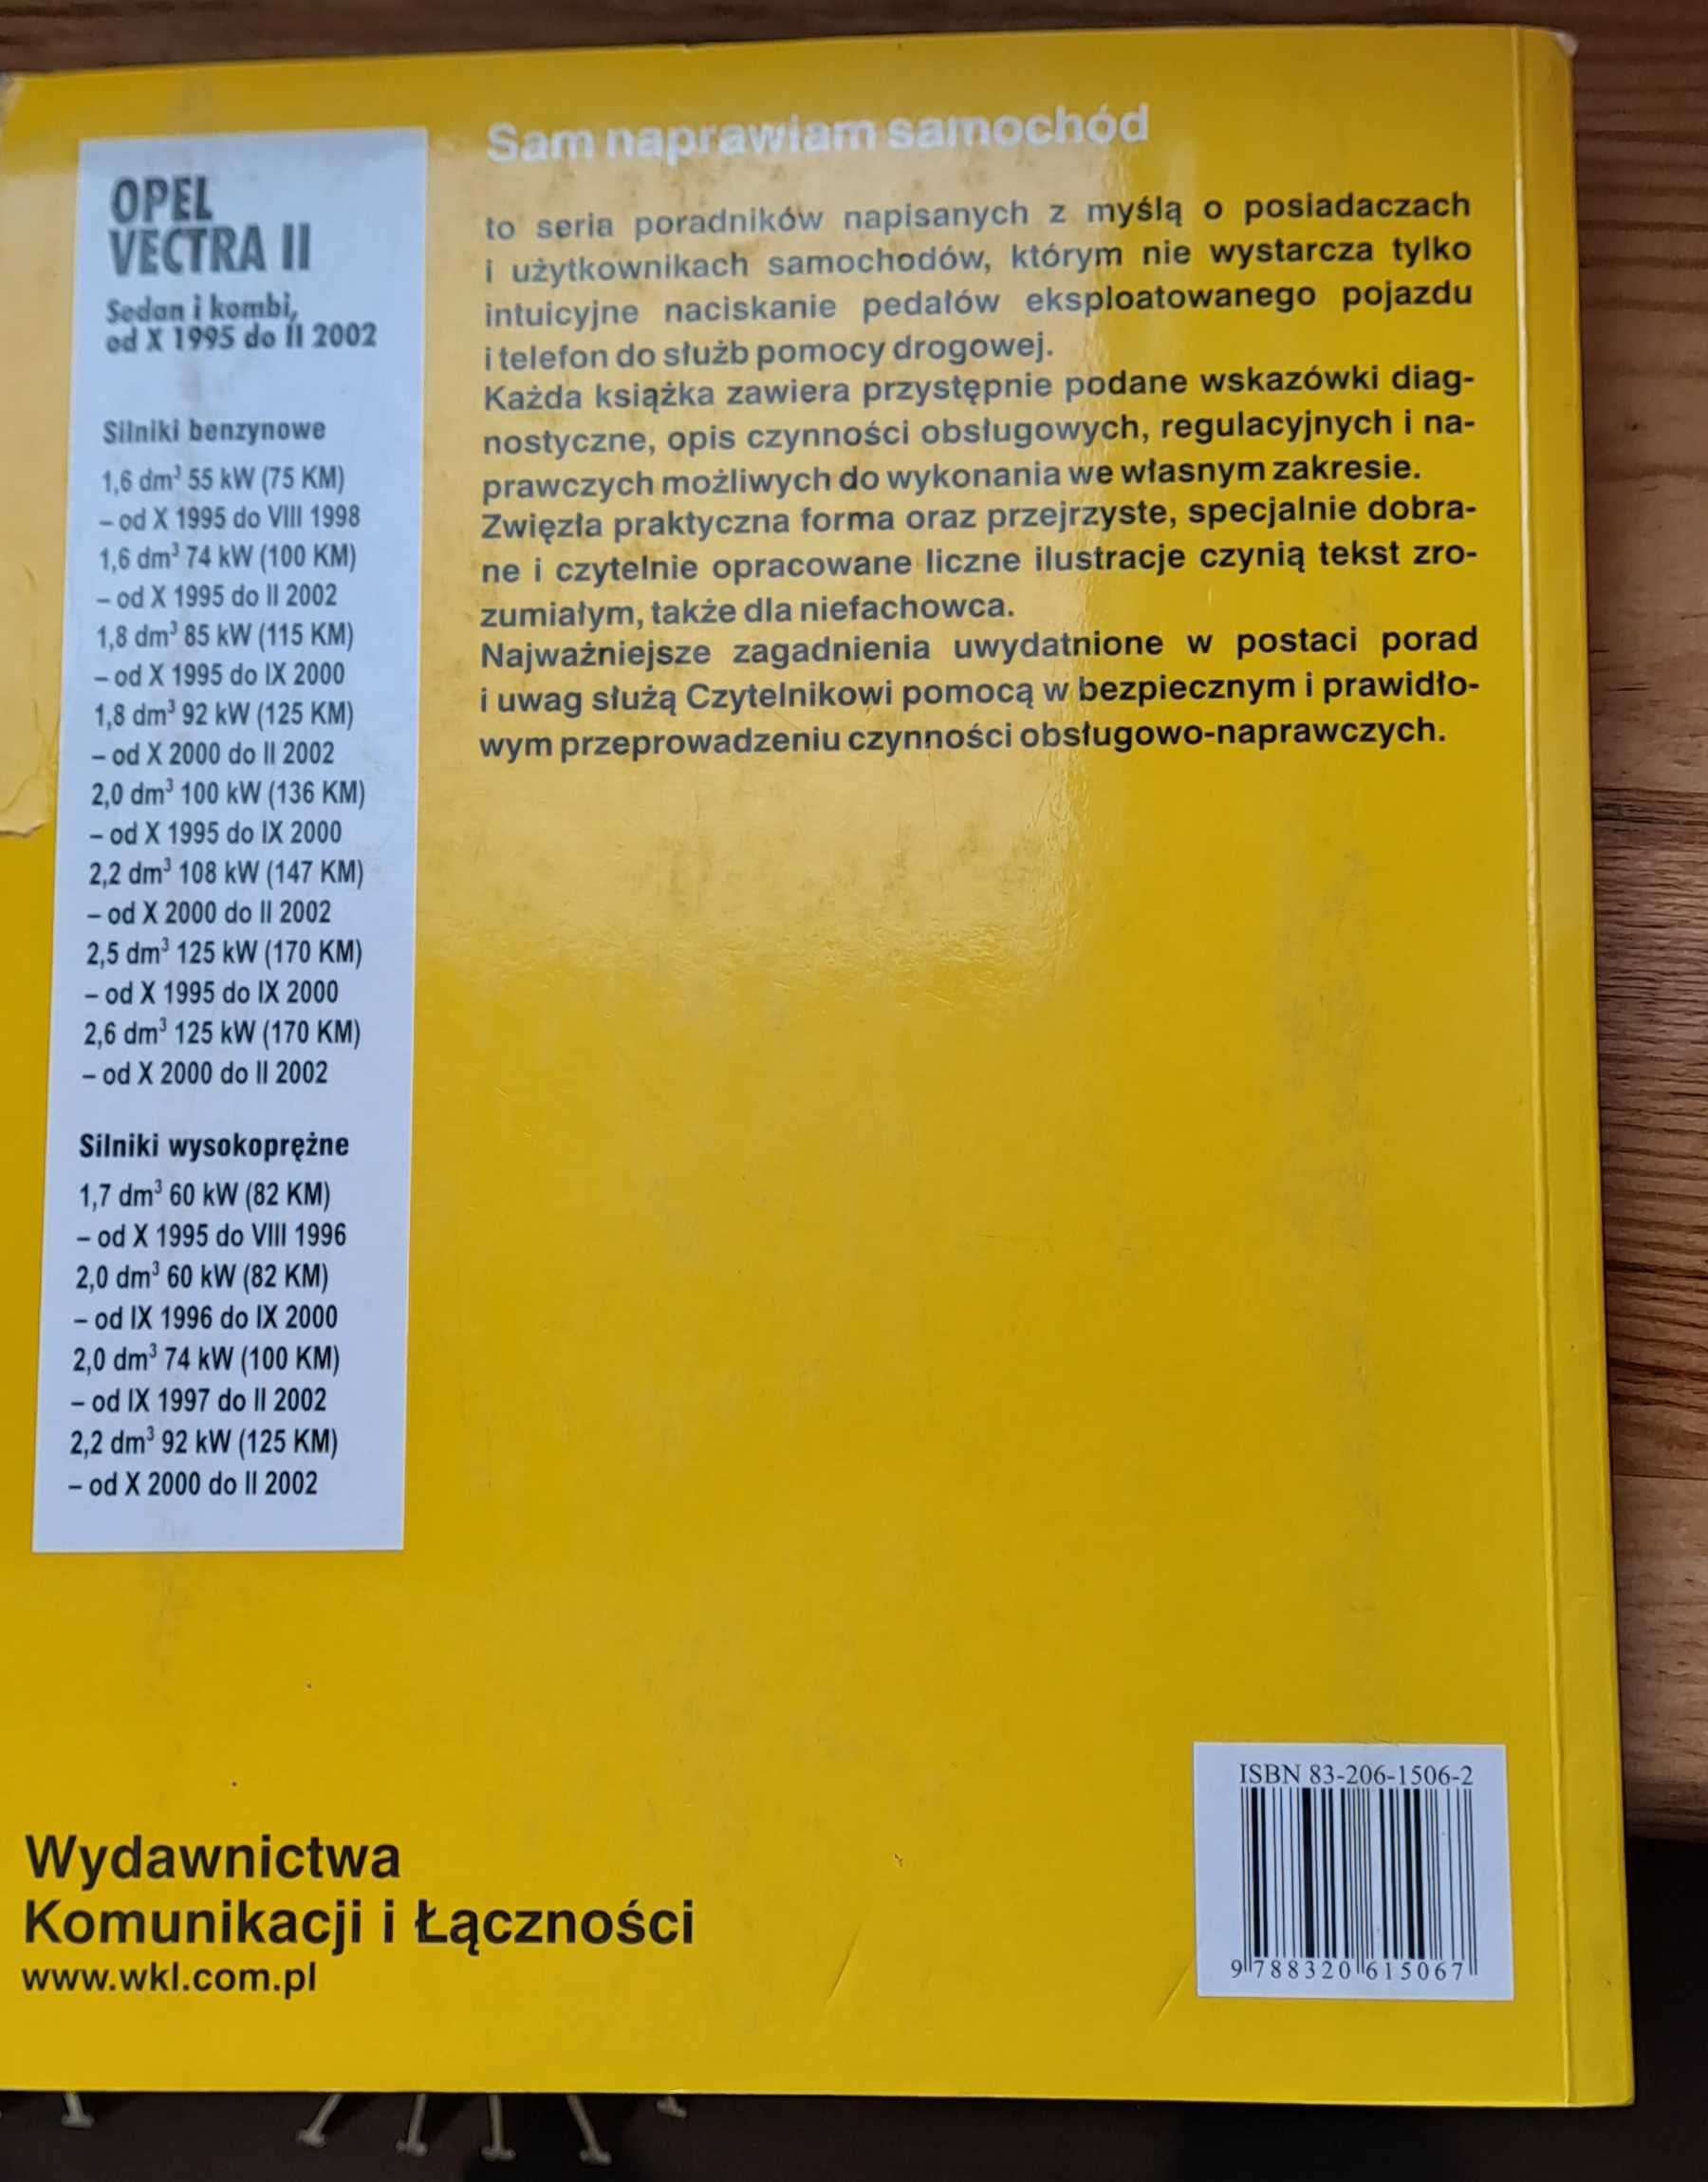 OPEL
VECTRA II
Sedan i kombi,
od X 1995 do II 2002
Silniki benzynowe
1,6 dm³ 55 kW (75 KM)
– od X 1995 do VIII 1998
1,6 dm³ 74 kW (100 KM)
– od X 1995 do II 2002
1,8 dm³ 85 kW (115 KM)
– od X 1995 do IX 2000
1,8 dm³ 92 kW (125 KM)
– od X 2000 do II 2002
2,0 dm³ 100 kW (136 KM)
– od X 1995 do IX 2000
2,2 dm³ 108 kW (147 KM)
– od X 2000 do II 2002
2,5 dm³ 125 kW (170 KM)
– od X 1995 do IX 2000
2,6 dm³ 125 kW (170 KM)
– od X 2000 do II 2002
Silniki wysokoprężne
1,7 dm³ 60 kW (82 KM)
– od X 1995 do VIII 1996
2,0 dm³ 60 kW (82 KM)
– od IX 1996 do IX 2000
2,0 dm³ 74 kW (100 KM)
– od IX 1997 do II 2002
2,2 dm³ 92 kW (125 KM)
– od X 2000 do II 2002
Sam naprawiam samochód
to seria poradników napisanych z myślą o posiadaczach
i użytkownikach samochodów, którym nie wystarcza tylko
intuicyjne naciskanie pedałów eksploatowanego pojazdu
i telefon do służb pomocy drogowej.
Każda książka zawiera przystępnie podane wskazówki diag-
nostyczne, opis czynności obsługowych, regulacyjnych i na-
prawczych możliwych do wykonania we własnym zakresie.
Zwięzła praktyczna forma oraz przejrzyste, specjalnie dobra-
ne i czytelnie opracowane liczne ilustracje czynią tekst zro-
zumiałym, także dla niefachowca.
Najważniejsze zagadnienia uwydatnione w postaci porad
i uwag służą Czytelnikowi pomocą w bezpiecznym i prawidło-
wym przeprowadzeniu czynności obsługowo-naprawczych.
Wydawnictwa
Komunikacji i Łączności
www.wkl.com.pl
ISBN 83-206-1506-2
9 788320 615067